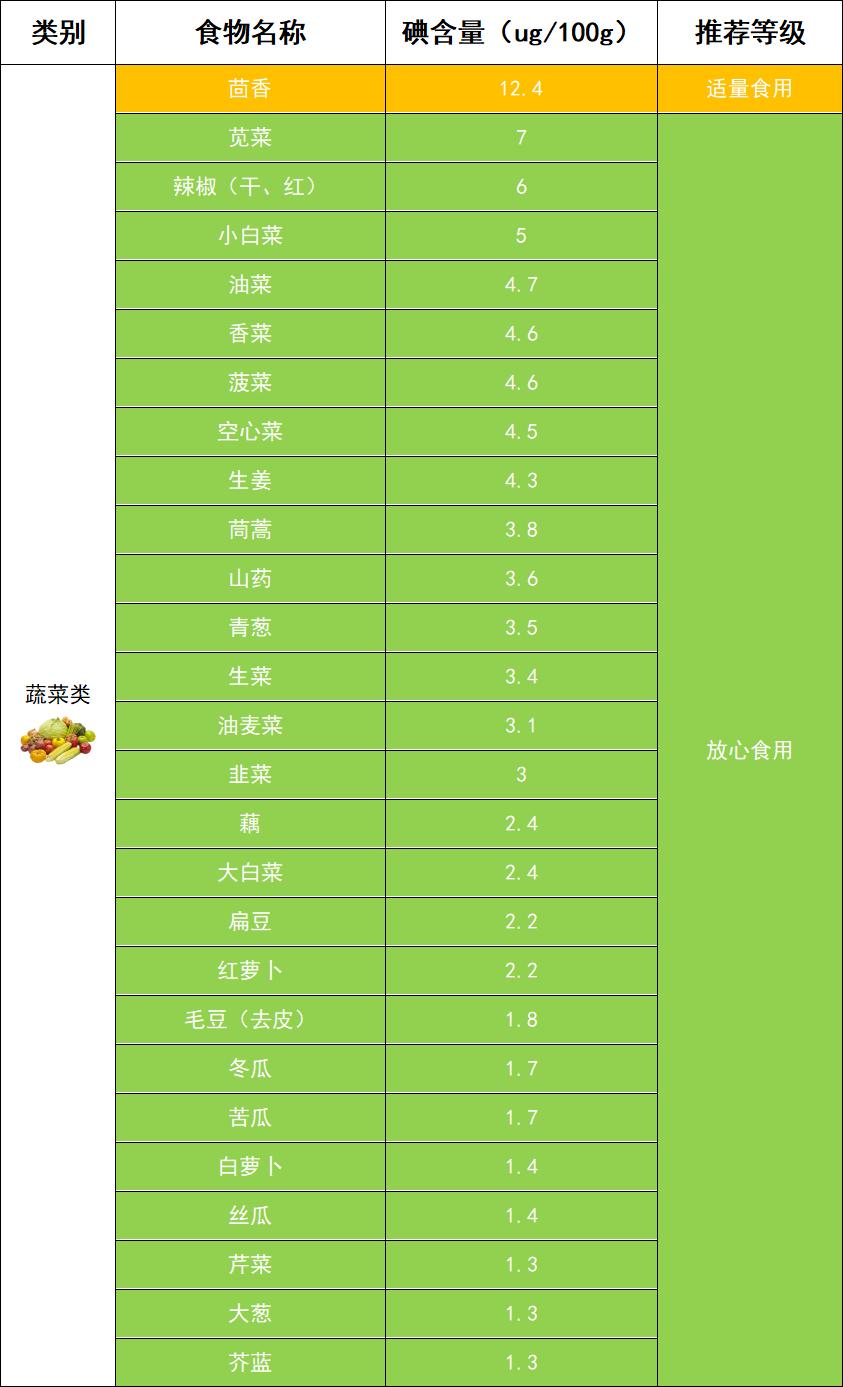 类别 食物名称 碘含量（ug/100g） 推荐等级
茴香 12.4 适量食用
苋菜 7
辣椒（干、红） 6
小白菜 5
油菜 4.7
香菜 4.6
菠菜 4.6
空心菜 4.5
生姜 4.3
茼蒿 3.8
山药 3.6
青葱 3.5
生菜 3.4
蔬菜类
油麦菜 3.1
放心食用
韭菜 3
藕 2.4
大白菜 2.4
扁豆 2.2
红萝卜 2.2
毛豆（去皮） 1.8
冬瓜 1.7
苦瓜 1.7
白萝卜 1.4
丝瓜 1.4
芹菜 1.3
大葱 1.3
芥蓝 1.3